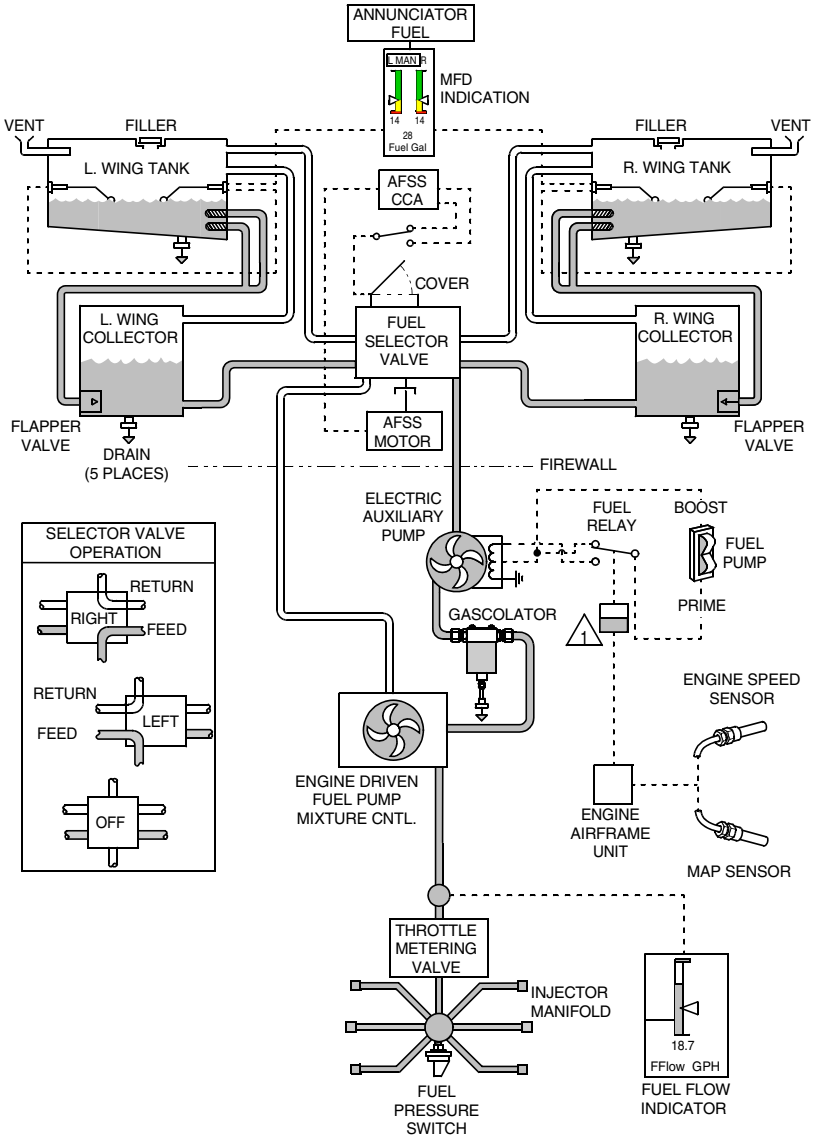 ANNUNCIATOR
FUEL
L MAN R
MFD
INDICATION
14 14
28
Fuel Gal
VENT
FILLER
FILLER
VENT
L. WING TANK
R. WING TANK
AFSS
CCA
COVER
L. WING
COLLECTOR
FUEL
SELECTOR
VALVE
R. WING
COLLECTOR
FLAPPER
VALVE
DRAIN
(5 PLACES)
AFSS
MOTOR
FLAPPER
VALVE
FIREWALL
ELECTRIC
AUXILIARY
PUMP
FUEL
RELAY
BOOST
FUEL
PUMP
PRIME
SELECTOR VALVE
OPERATION
RETURN
RIGHT
FEED
RETURN
FEED
LEFT
OFF
GASCOLATOR
1
ENGINE SPEED
SENSOR
ENGINE DRIVEN
FUEL PUMP
MIXTURE CNTL.
ENGINE
AIRFRAME
UNIT
MAP SENSOR
THROTTLE
METERING
VALVE
INJECTOR
MANIFOLD
FUEL
PRESSURE
SWITCH
18.7
FFlow GPH
FUEL FLOW
INDICATOR